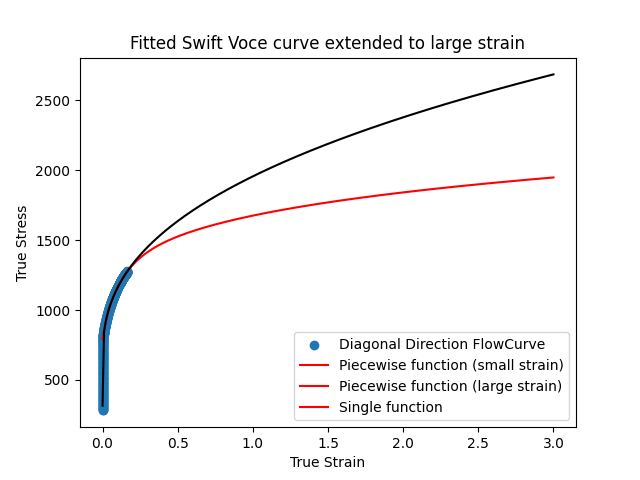 Fitted Swift Voce curve extended to large strain
True Stress
2500
2000
1500
1000
500
Diagonal Direction FlowCurve
Piecewise function (small strain)
Piecewise function (large strain)
Single function
0.0 0.5 1.0 1.5 2.0 2.5 3.0
True Strain